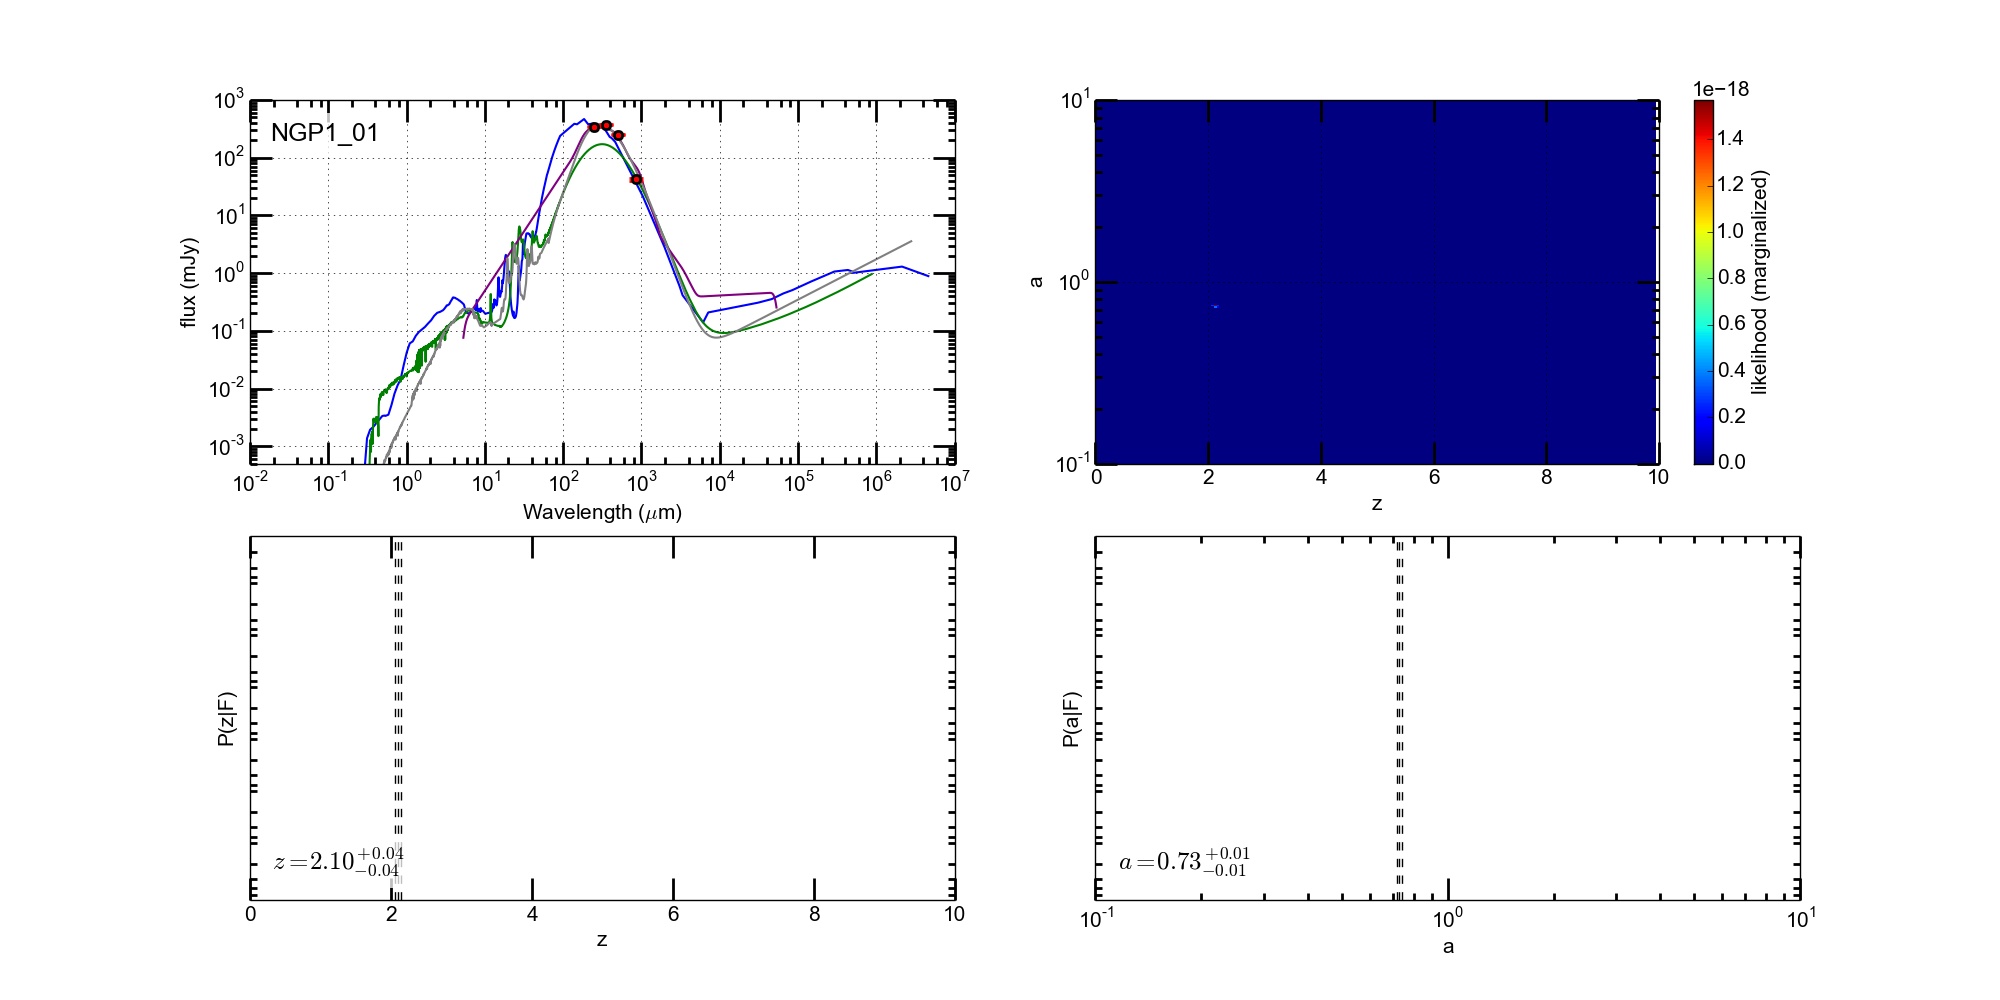 NGP1_01
flux (mJy)
10^3
10^2
10^1
10^0
10^-1
10^-2
10^-3
10^-2 10^-1 10^0 10^1 10^2 10^3 10^4 10^5 10^6 10^7
Wavelength (μm)
a
10^1
10^0
10^-1
0 2 4 6 8 10
z
1e−18
1.4
1.2
1.0
0.8
0.6
0.4
0.2
0.0
likelihood (marginalized)
P(z|F)
z=2.10^{+0.04}_{−0.04}
0 2 4 6 8 10
z
P(a|F)
a=0.73^{+0.01}_{−0.01}
10^-1 10^0 10^1
a